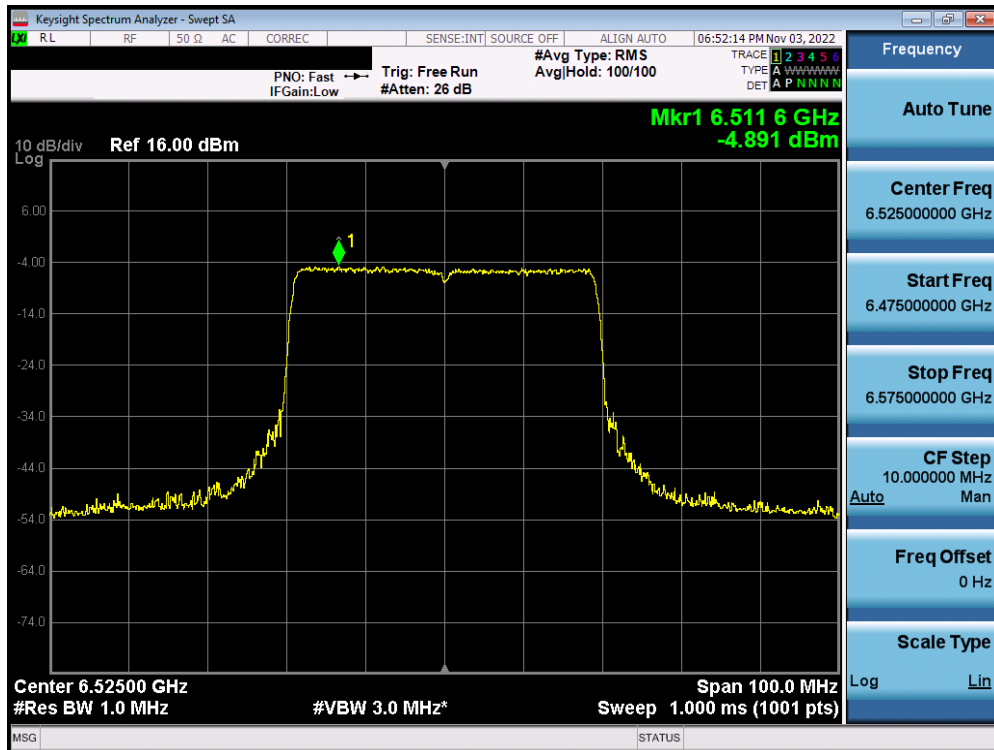 Keysight Spectrum Analyzer - Swept SA
LXI RL RF 50 Ω AC CORREC SENSE:INT SOURCE OFF ALIGN AUTO 06:52:14 PM Nov 03, 2022
PNO: Fast
IFGain:Low
Trig: Free Run
#Atten: 26 dB
#Avg Type: RMS
Avg|Hold: 100/100
TRACE 1 2 3 4 5 6
TYPE A WWWWW
DET A P N N N N
Mkr1 6.511 6 GHz
-4.891 dBm
10 dB/div Ref 16.00 dBm
Log
1
6.00
-4.00
-14.0
-24.0
-34.0
-44.0
-54.0
-64.0
-74.0
Center 6.52500 GHz Span 100.0 MHz
#Res BW 1.0 MHz #VBW 3.0 MHz* Sweep 1.000 ms (1001 pts)
MSG STATUS
Frequency
Auto Tune
Center Freq
6.525000000 GHz
Start Freq
6.475000000 GHz
Stop Freq
6.575000000 GHz
CF Step
10.000000 MHz
Auto Man
Freq Offset
0 Hz
Scale Type
Log Lin